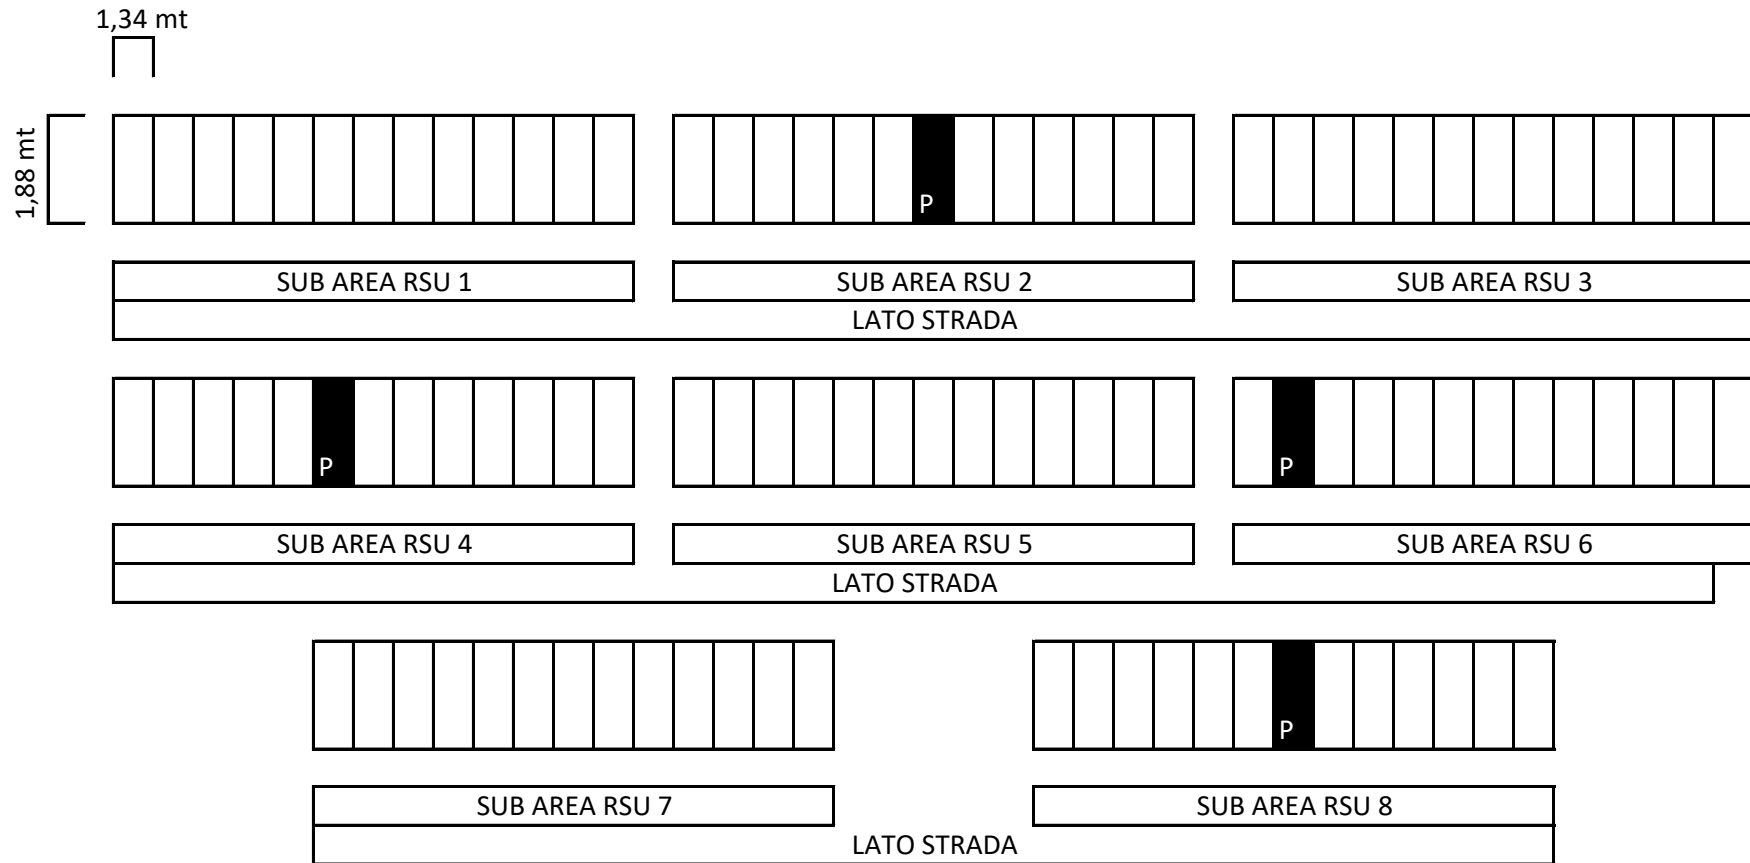 1,34 mt
1,88 mt
P
SUB AREA RSU 1
SUB AREA RSU 2
SUB AREA RSU 3
LATO STRADA
P
P
SUB AREA RSU 4
SUB AREA RSU 5
SUB AREA RSU 6
LATO STRADA
P
SUB AREA RSU 7
SUB AREA RSU 8
LATO STRADA